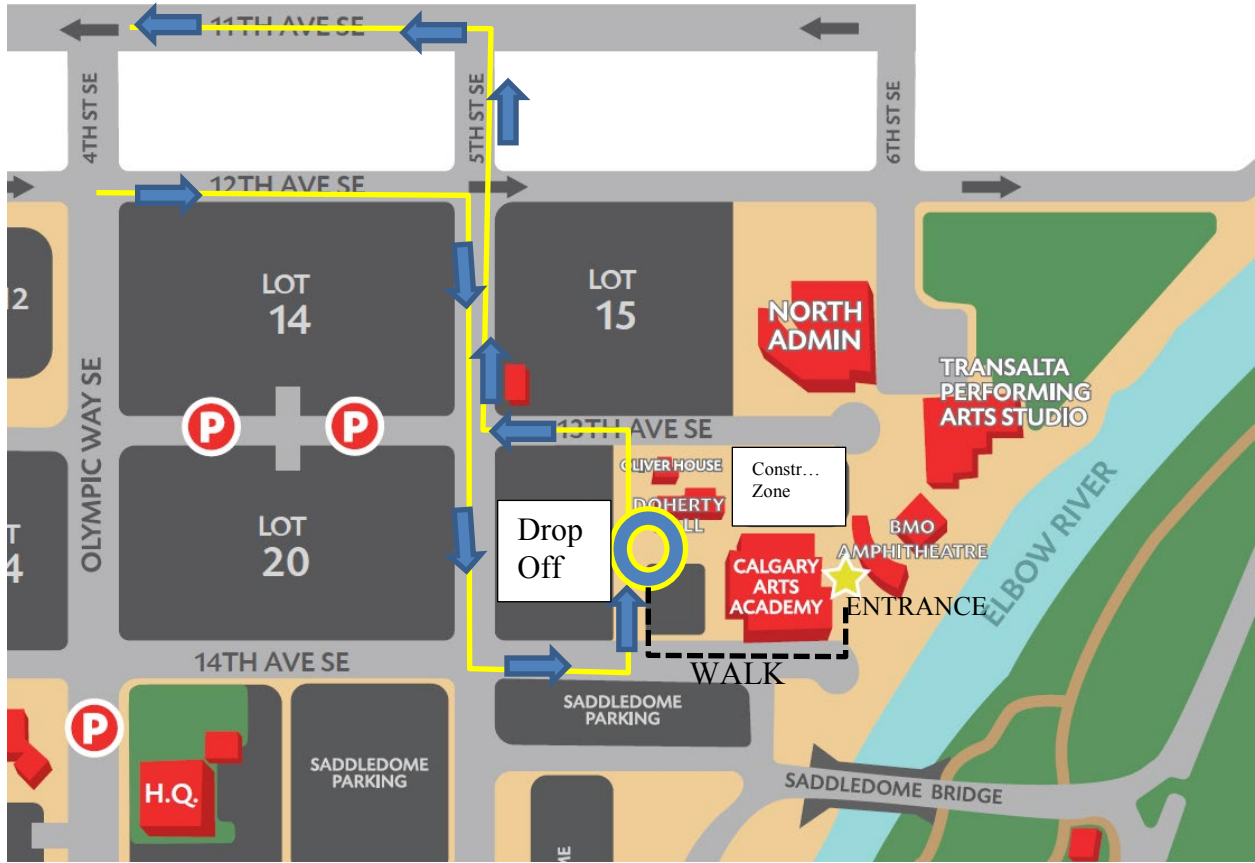 11TH AVE SE
4TH ST SE
5TH ST SE
6TH ST SE
12TH AVE SE
12
LOT
14
LOT
15
NORTH
ADMIN
TRANSALTA
PERFORMING
ARTS STUDIO
OLYMPIC WAY SE
P
P
13TH AVE SE
OLIVER HOUSE
Constr…
Zone
DOHERTY
LL
BMO
AMPHITHEATRE
ELBOW RIVER
T
4
LOT
20
Drop
Off
CALGARY
ARTS
ACADEMY
ENTRANCE
14TH AVE SE
WALK
P
SADDLEDOME
PARKING
SADDLEDOME
PARKING
H.Q.
SADDLEDOME BRIDGE
ME